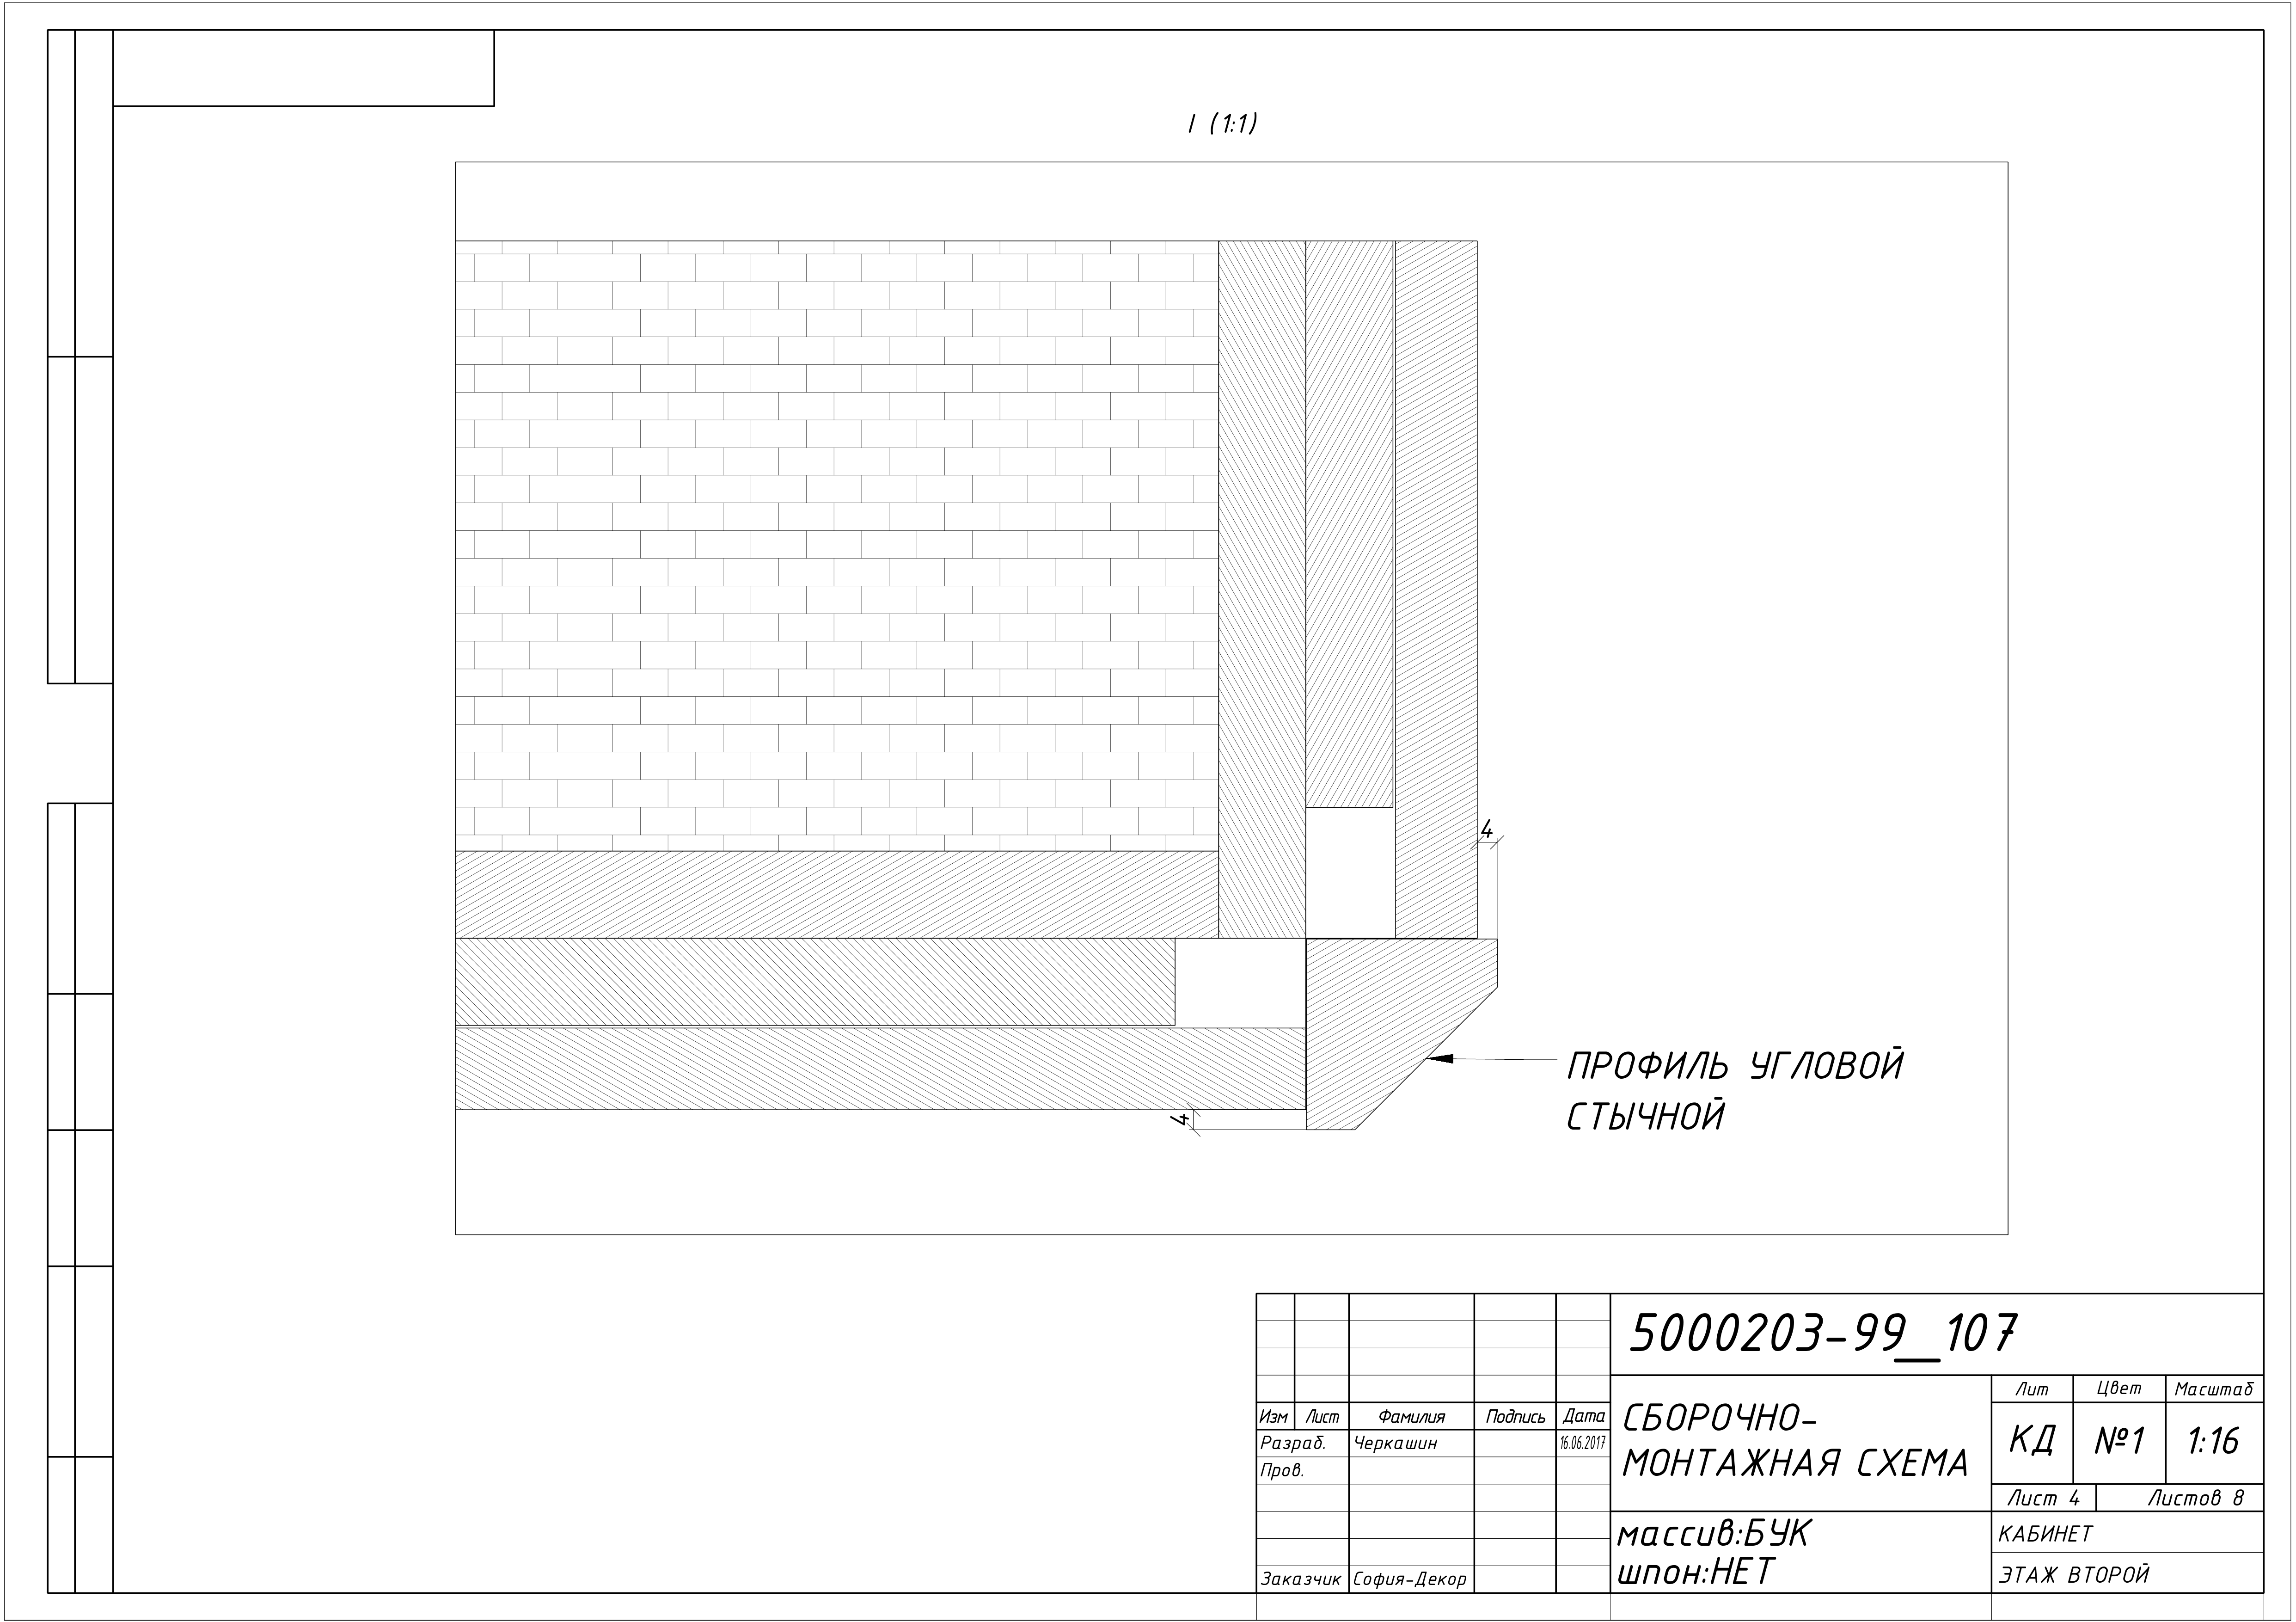 I (1:1)
4
4
ПРОФИЛЬ УГЛОВОЙ
СТЫЧНОЙ
5000203-99__107
Изм Лист Фамилия Подпись Дата
Разраб. Черкашин 16.06.2017
Пров.
Заказчик София-Декор
СБОРОЧНО-
МОНТАЖНАЯ СХЕМА
Лит Цвет Масштаб
КД №1 1:16
Лист 4 Листов 8
массив:БУК
шпон:НЕТ
КАБИНЕТ
ЭТАЖ ВТОРОЙ